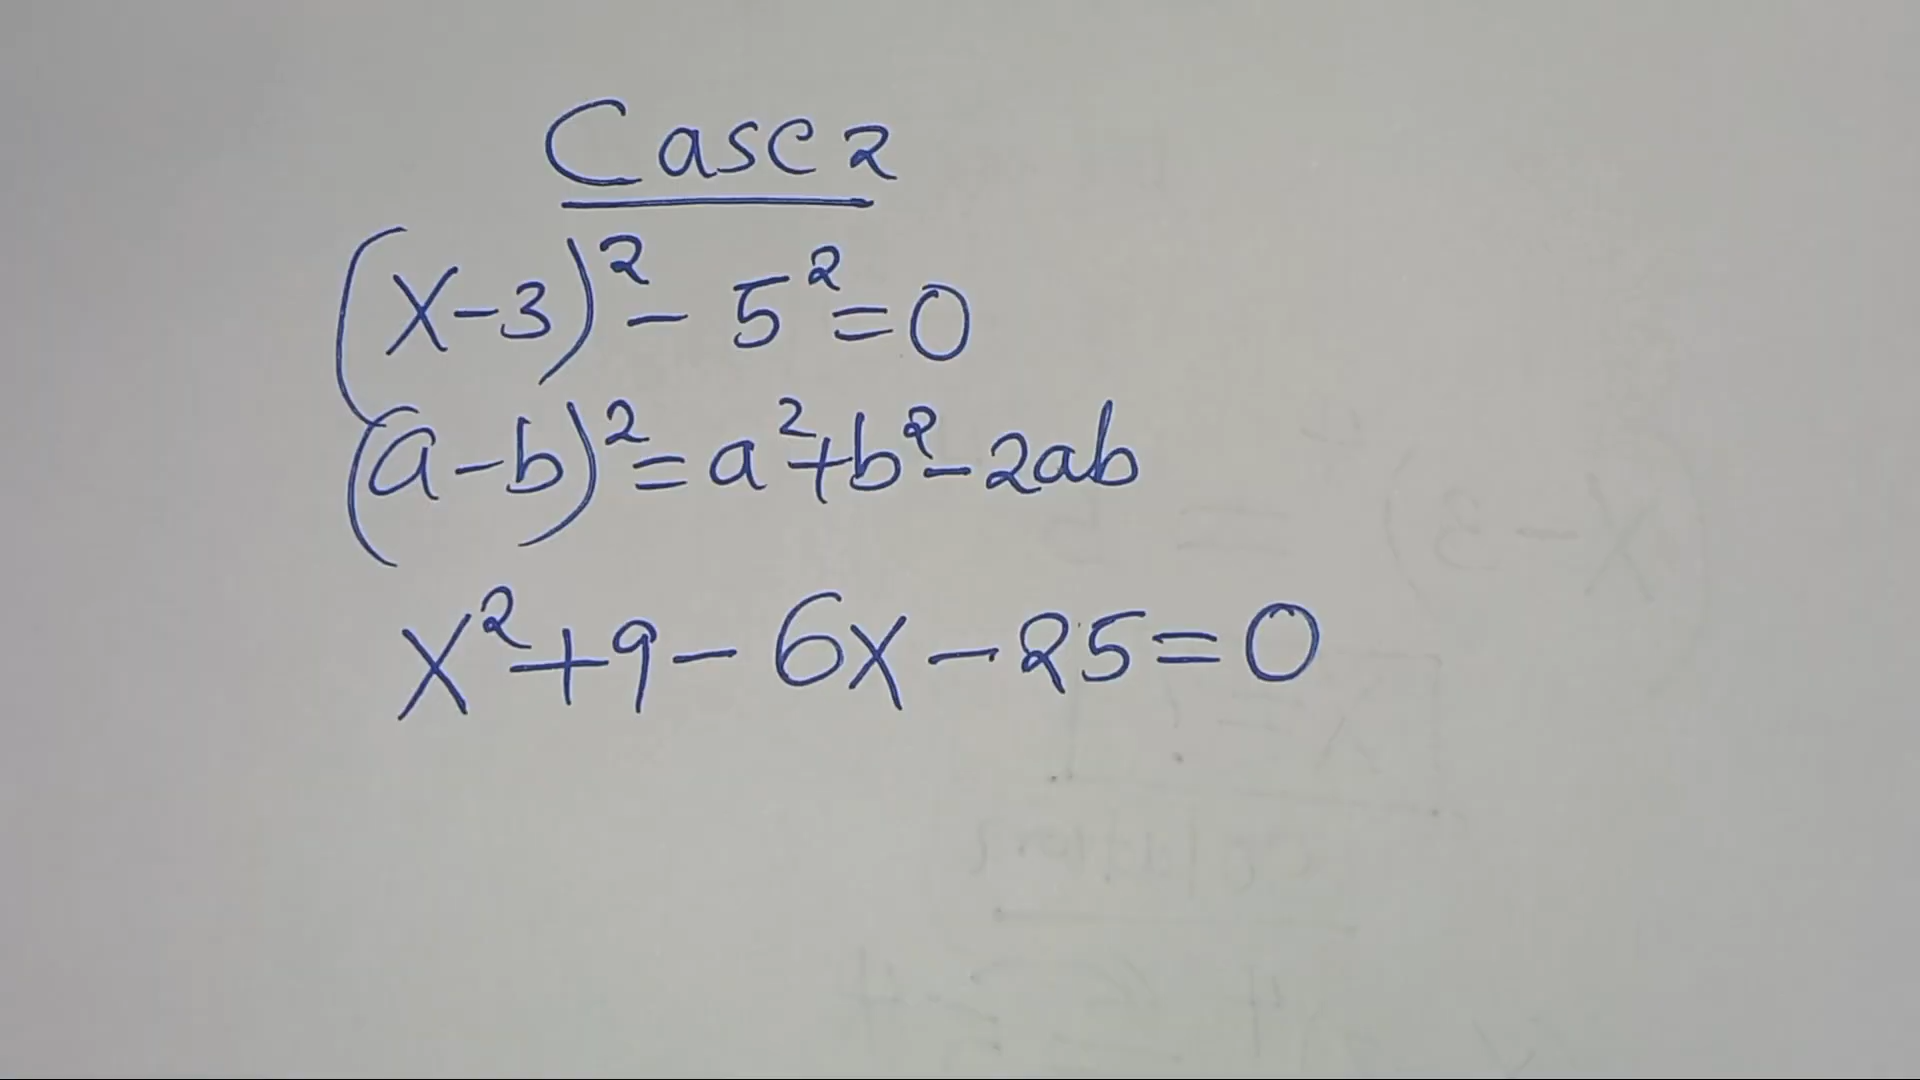 Case 2
(x-3)² - 5² = 0
(a-b)² = a² + b² - 2ab
x² + 9 - 6x - 25 = 0